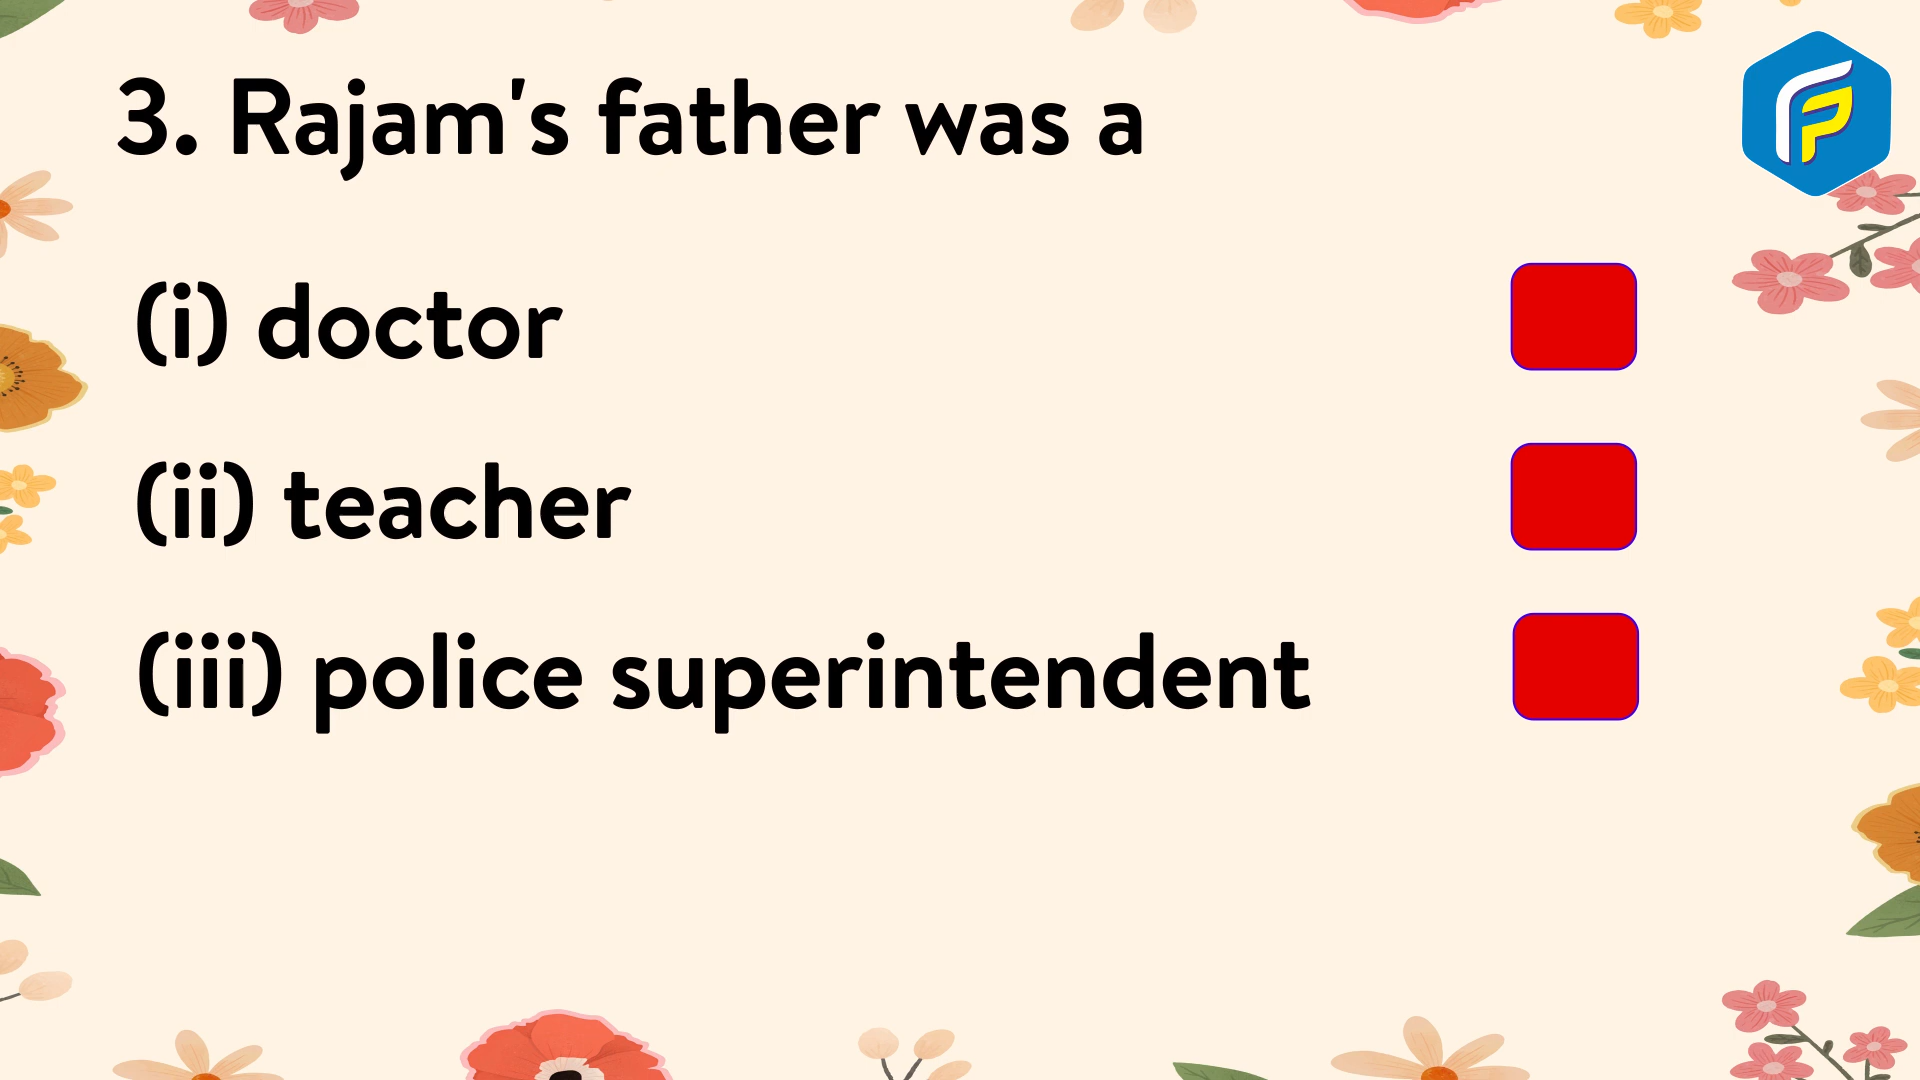 3. Rajam's father was a
(i) doctor
(ii) teacher
(iii) police superintendent